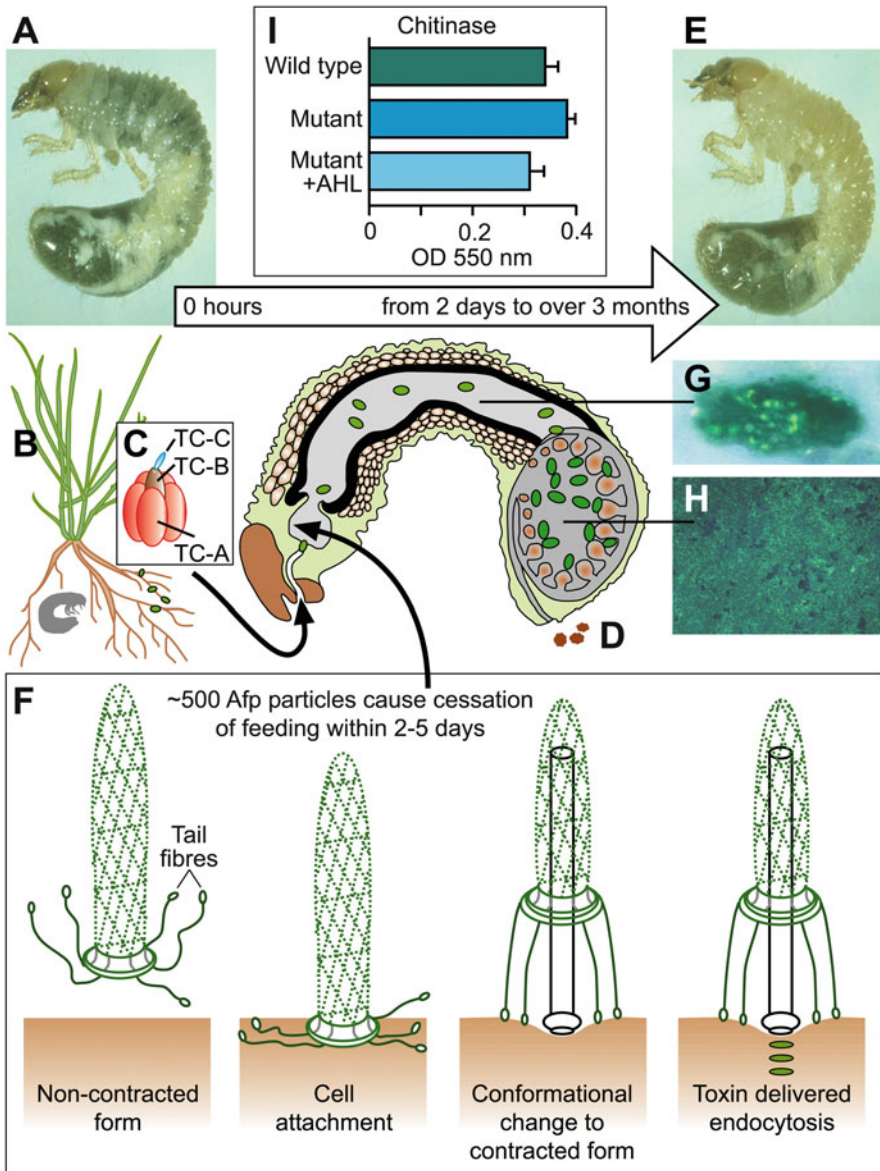 A
I
Chitinase
Wild type
Mutant
Mutant
+AHL
0
0.2
0.4
OD 550 nm
E
0 hours
from 2 days to over 3 months
B
C
TC-C
TC-B
TC-A
G
H
D
F
~500 Afp particles cause cessation
of feeding within 2-5 days
Tail
fibres
Non-contracted
form
Cell
attachment
Conformational
change to
contracted form
Toxin delivered
endocytosis